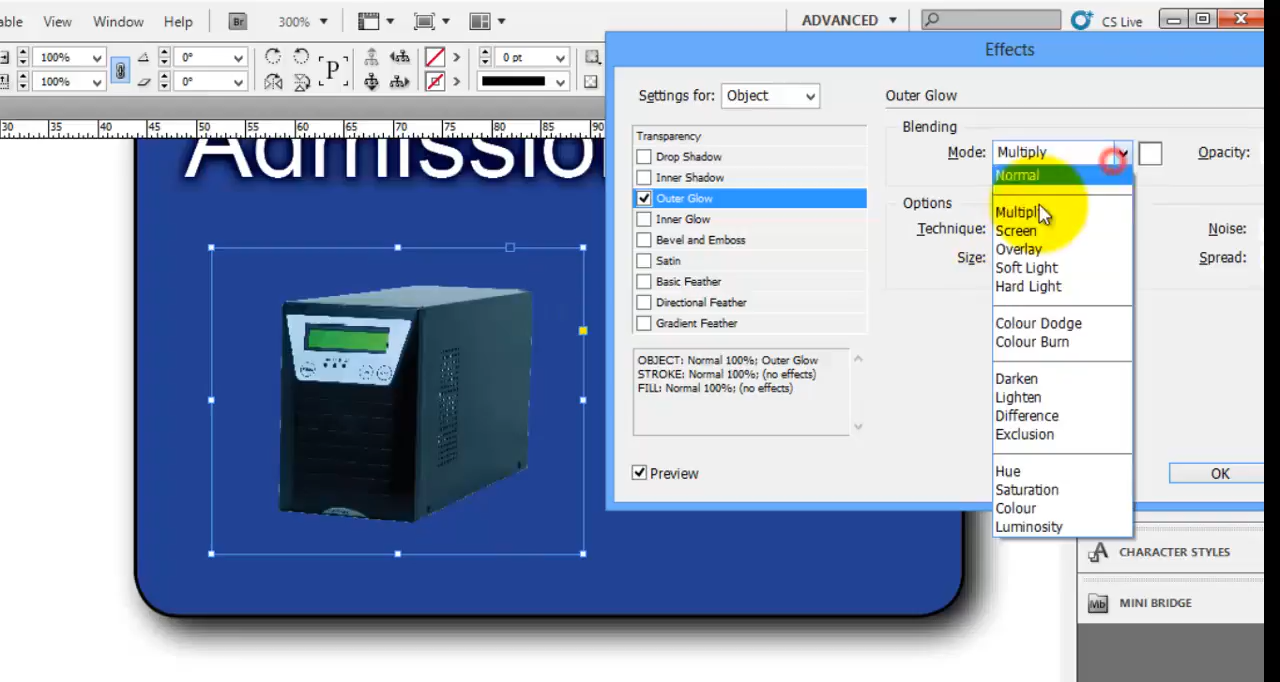 able View Window Help Br 300% ADVANCED CS Live
Effects
100% 0° P 0 pt
100% 0°
Settings for: Object
Outer Glow
30 35 40 45 50 55 60 65 70 75 80 85 90
Admission
Transparency
Drop Shadow
Inner Shadow
Outer Glow
Inner Glow
Bevel and Emboss
Satin
Basic Feather
Directional Feather
Gradient Feather
OBJECT: Normal 100%; Outer Glow
STROKE: Normal 100%; (no effects)
FILL: Normal 100%; (no effects)
Preview
Blending
Mode: Multiply Opacity:
Normal
Multiply
Screen
Overlay
Soft Light
Hard Light
Colour Dodge
Colour Burn
Darken
Lighten
Difference
Exclusion
Hue
Saturation
Colour
Luminosity
Options
Technique: Noise:
Size: Spread:
OK
A CHARACTER STYLES
Mb MINI BRIDGE